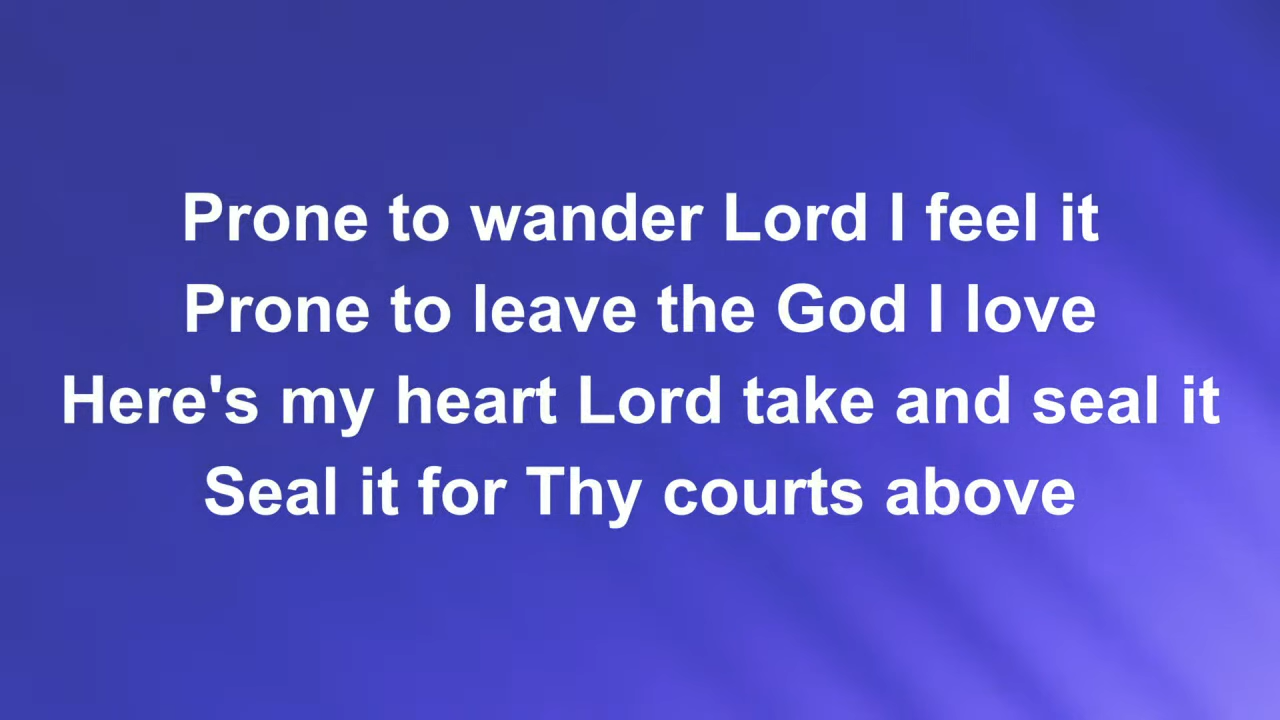 Prone to wander Lord I feel it
Prone to leave the God I love
Here's my heart Lord take and seal it
Seal it for Thy courts above